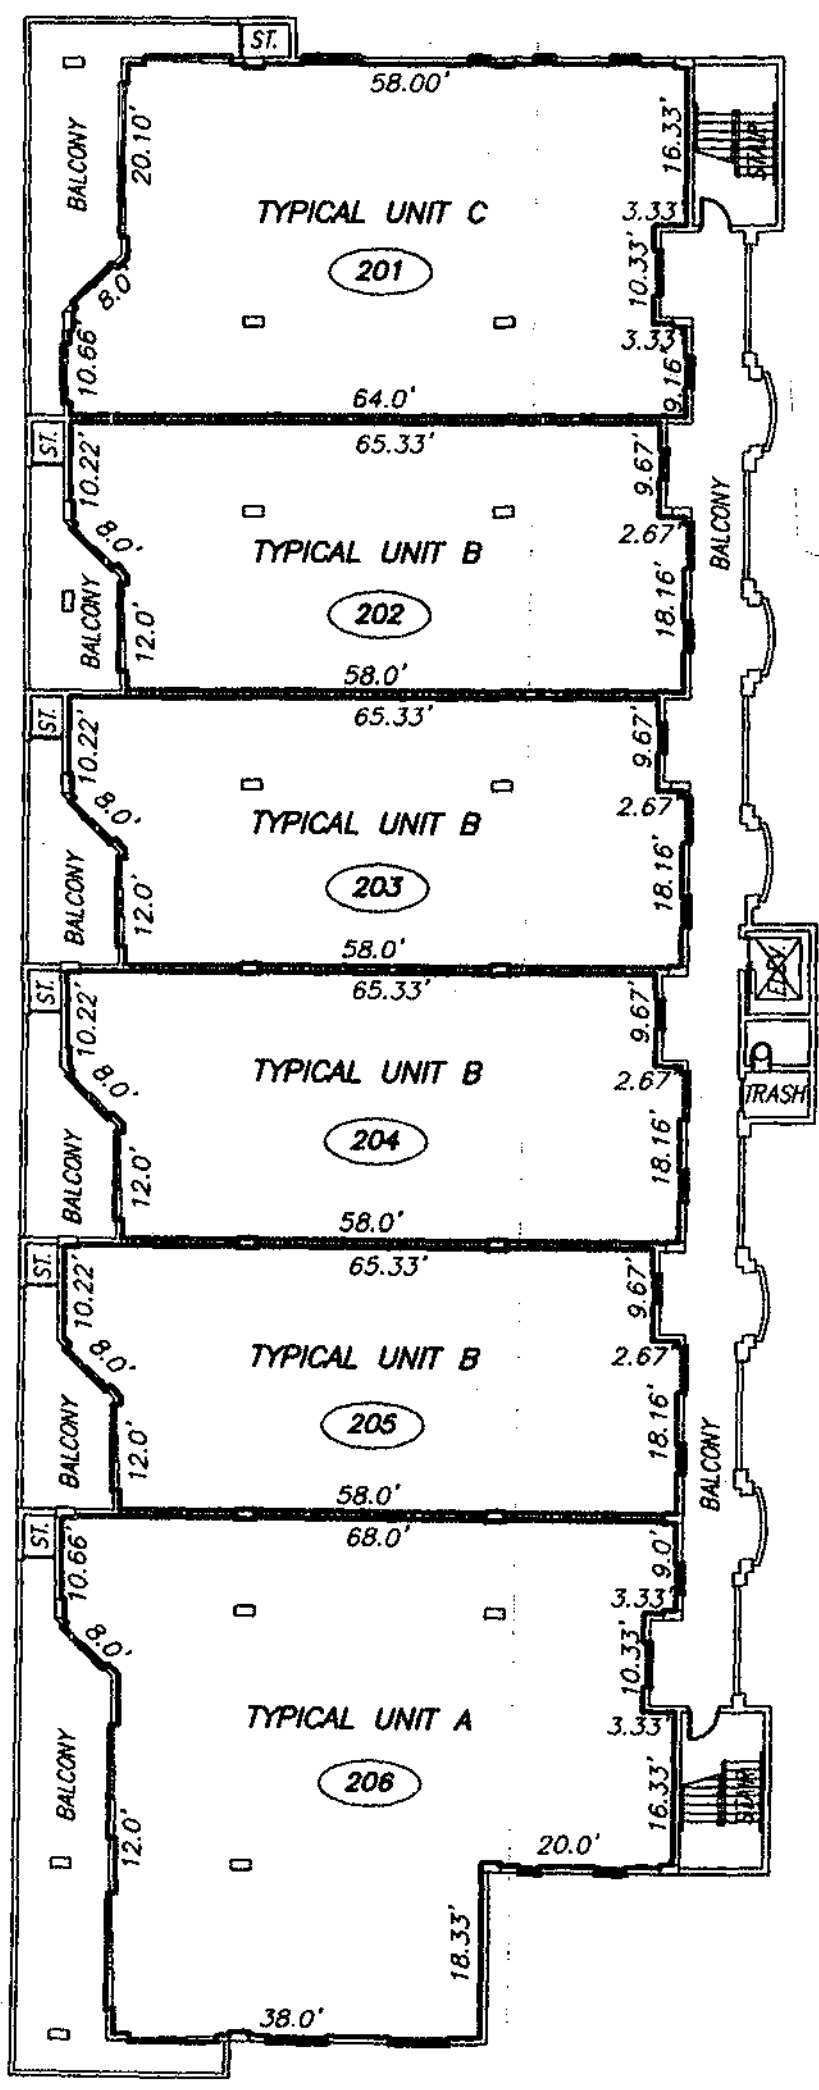 ST.
58.00'
BALCONY
20.10'
16.33'
STAIR
TYPICAL UNIT C
3.33'
201
10.33'
8.0'
3.33'
10.66'
9.16'
64.0'
ST.
65.33'
10.22'
9.67'
8.0'
2.67'
BALCONY
TYPICAL UNIT B
BALCONY
202
12.0'
18.16'
58.0'
ST.
65.33'
10.22'
9.67'
8.0'
2.67'
TYPICAL UNIT B
203
BALCONY
12.0'
18.16'
58.0'
ELEV.
ST.
65.33'
10.22'
9.67'
8.0'
2.67'
TYPICAL UNIT B
TRASH
204
BALCONY
12.0'
18.16'
58.0'
ST.
65.33'
10.22'
9.67'
8.0'
2.67'
TYPICAL UNIT B
205
BALCONY
12.0'
18.16'
BALCONY
58.0'
ST.
68.0'
10.66'
9.0'
3.33'
8.0'
10.33'
TYPICAL UNIT A
3.33'
206
BALCONY
16.33'
STAIR
12.0'
20.0'
18.33'
38.0'